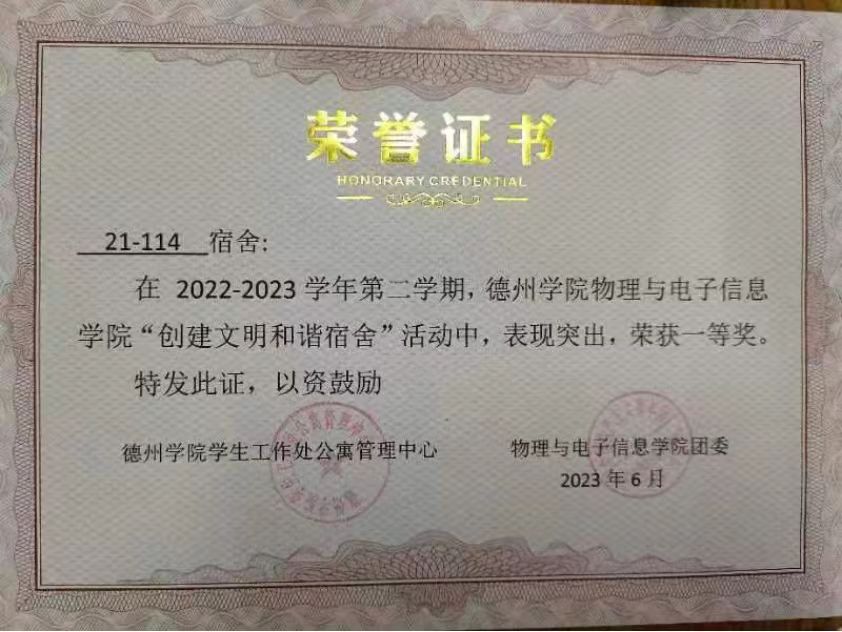 荣誉证书
HONORARY CREDENTIAL
21-114 宿舍:
在 2022-2023 学年第二学期，德州学院物理与电子信息
学院“创建文明和谐宿舍”活动中，表现突出，荣获一等奖。
特发此证，以资鼓励
德州学院学生工作处公寓管理中心
物理与电子信息学院团委
2023 年 6 月